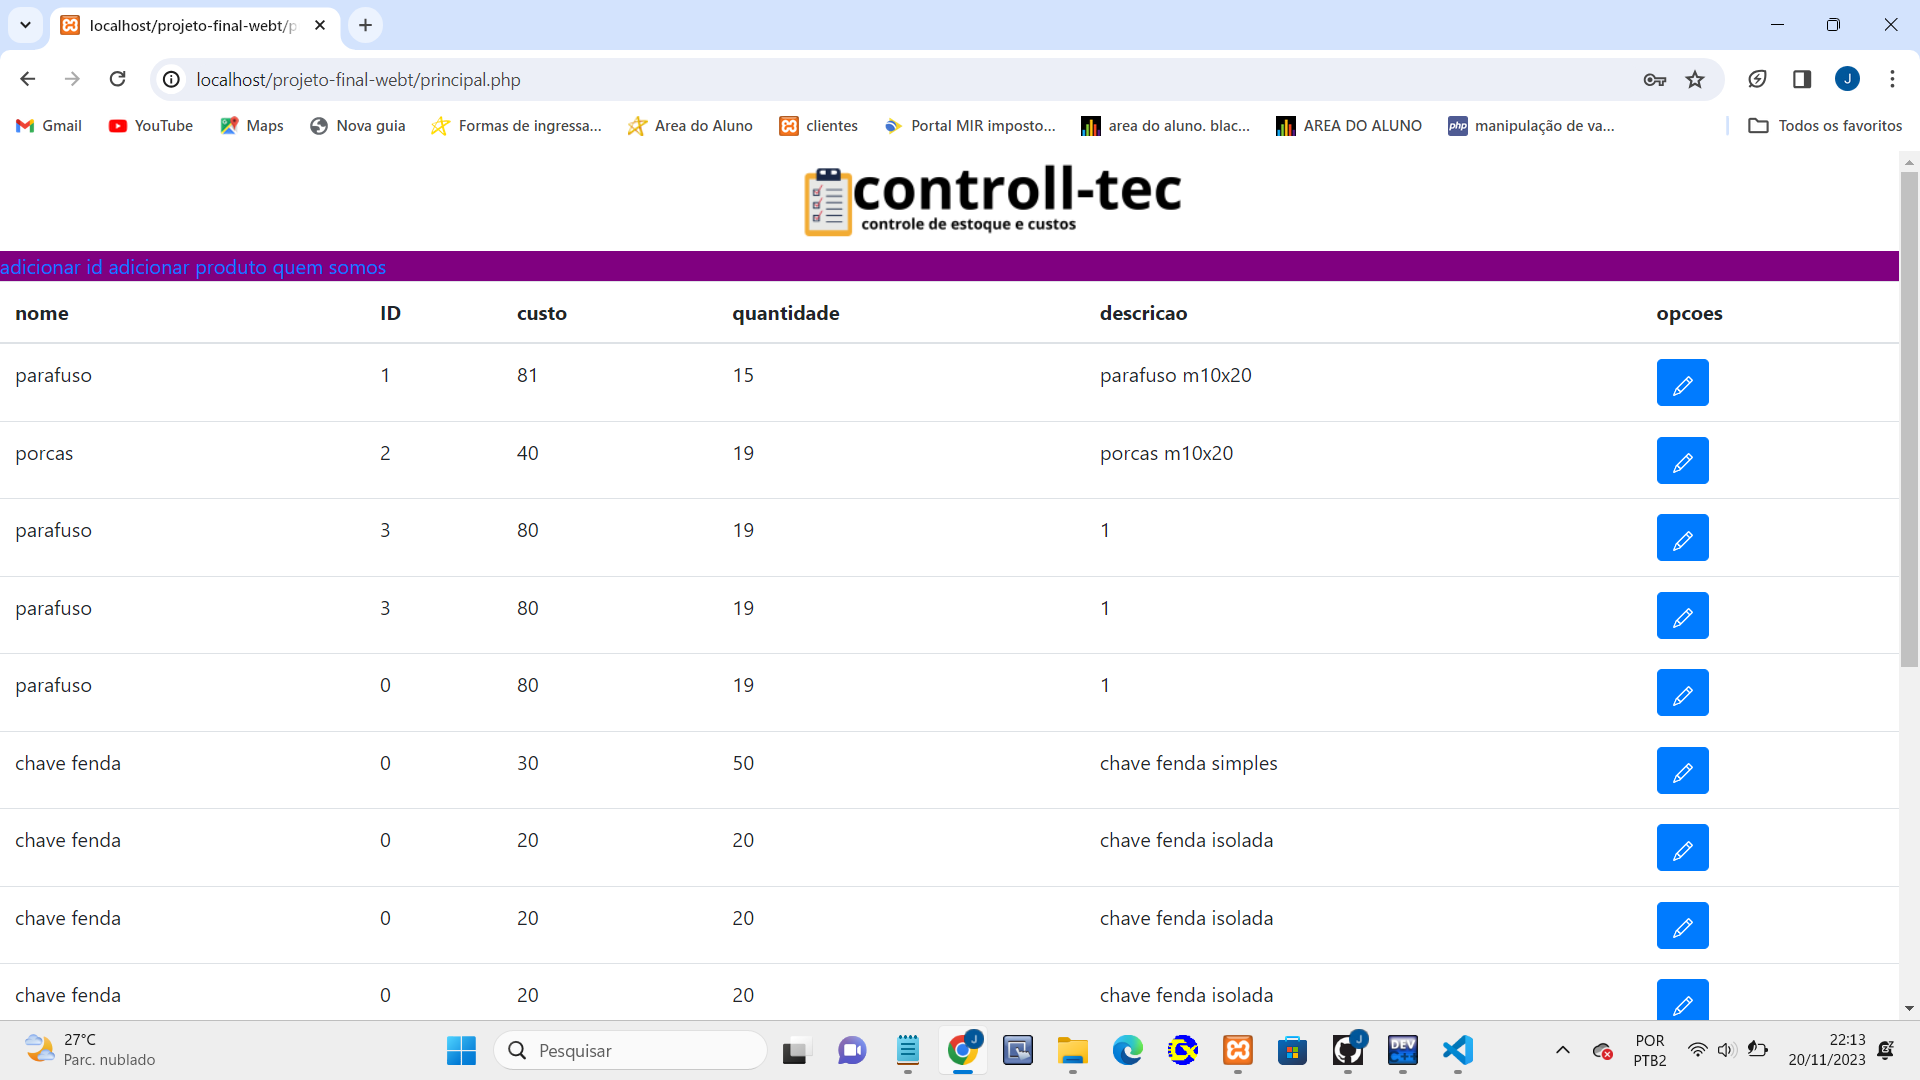 localhost/projeto-final-webt/p
localhost/projeto-final-webt/principal.php
J
Gmail YouTube Maps Nova guia Formas de ingressa... Area do Aluno clientes Portal MIR imposto... area do aluno. blac... AREA DO ALUNO php manipulação de va... Todos os favoritos
controll-tec
controle de estoque e custos
adicionar id adicionar produto quem somos
nome ID custo quantidade descricao opcoes
parafuso 1 81 15 parafuso m10x20
porcas 2 40 19 porcas m10x20
parafuso 3 80 19 1
parafuso 3 80 19 1
parafuso 0 80 19 1
chave fenda 0 30 50 chave fenda simples
chave fenda 0 20 20 chave fenda isolada
chave fenda 0 20 20 chave fenda isolada
chave fenda 0 20 20 chave fenda isolada
27°C
Parc. nublado
Pesquisar
J
J
DEV
C++
POR
PTB2
22:13
20/11/2023